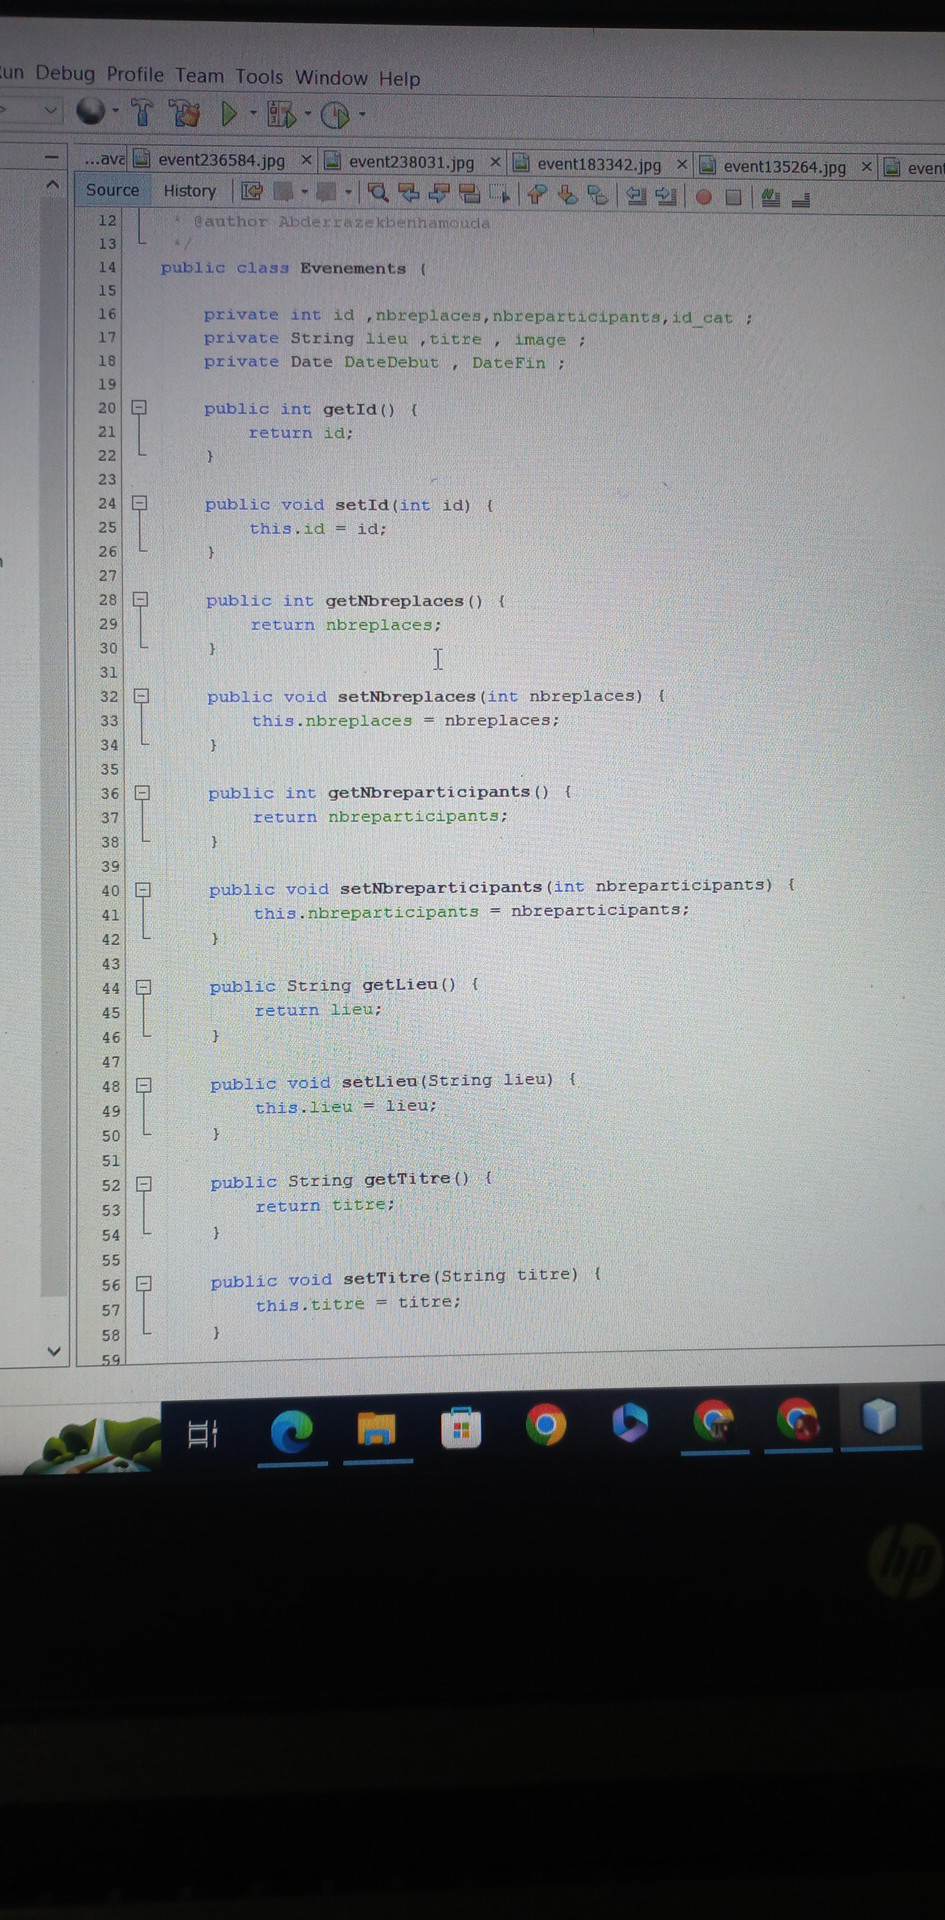 Run Debug Profile Team Tools Window Help
...ava event236584.jpg × event238031.jpg × event183342.jpg × event135264.jpg × even
Source History
12 * @author Abderrazekbenhamouda
13 */
14 public class Evenements {
15
16 private int id ,nbreplaces,nbreparticipants,id_cat ;
17 private String lieu ,titre , image ;
18 private Date DateDebut , DateFin ;
19
20 public int getId() {
21 return id;
22 }
23
24 public void setId(int id) {
25 this.id = id;
26 }
27
28 public int getNbreplaces() {
29 return nbreplaces;
30 }
31
32 public void setNbreplaces(int nbreplaces) {
33 this.nbreplaces = nbreplaces;
34 }
35
36 public int getNbreparticipants() {
37 return nbreparticipants;
38 }
39
40 public void setNbreparticipants(int nbreparticipants) {
41 this.nbreparticipants = nbreparticipants;
42 }
43
44 public String getLieu() {
45 return lieu;
46 }
47
48 public void setLieu(String lieu) {
49 this.lieu = lieu;
50 }
51
52 public String getTitre() {
53 return titre;
54 }
55
56 public void setTitre(String titre) {
57 this.titre = titre;
58 }
59
hp